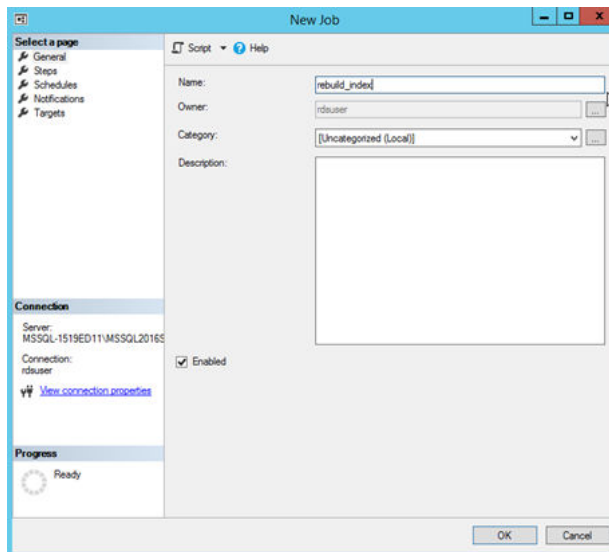 New Job
Select a page
General
Steps
Schedules
Notifications
Targets
Script
Help
Name:
rebuild_index
Owner:
rdsuser
...
Category:
[Uncategorized (Local)]
...
Description:
Enabled
Connection
Server:
MSSQL-1519ED11\MSSQL2016S
Connection:
rdsuser
View connection properties
Progress
Ready
OK
Cancel